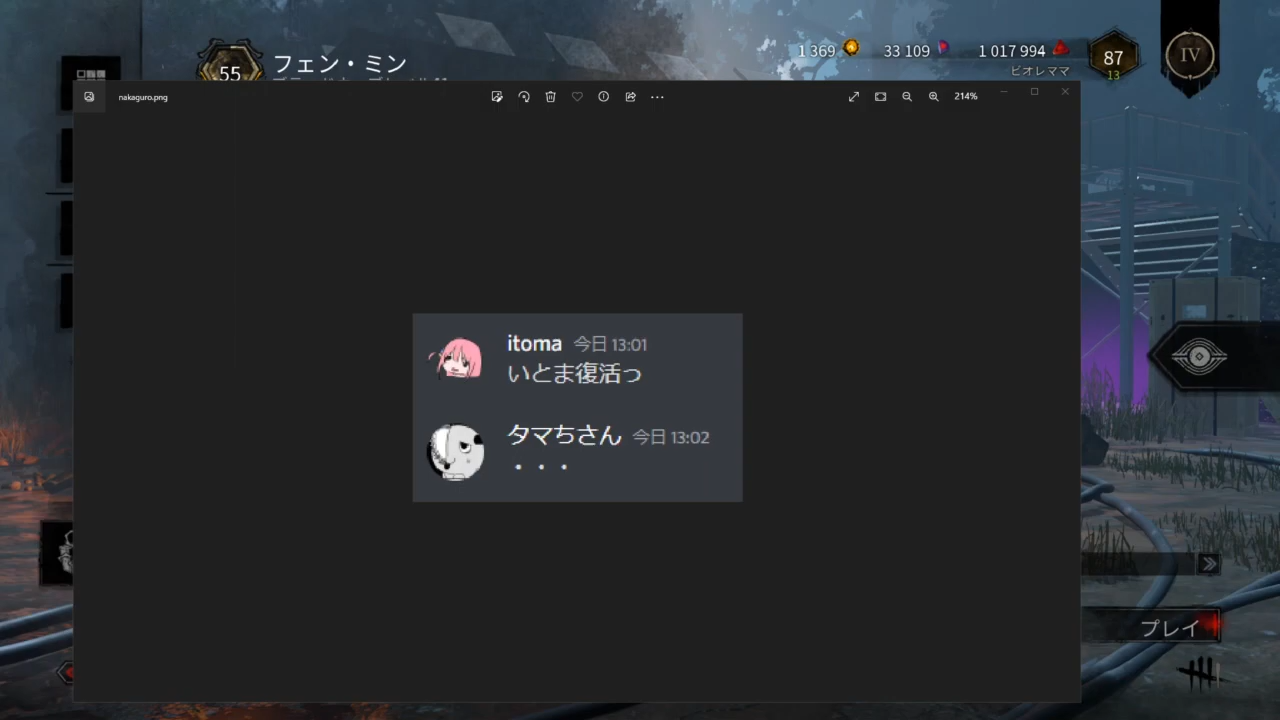 55
フェン・ミン
1 369
33 109
1 017 994
ビオレママ
87
13
IV
nakaguro.png
214%
itoma 今日 13:01
いとま復活っ
タマちさん 今日 13:02
・・・
プレイ